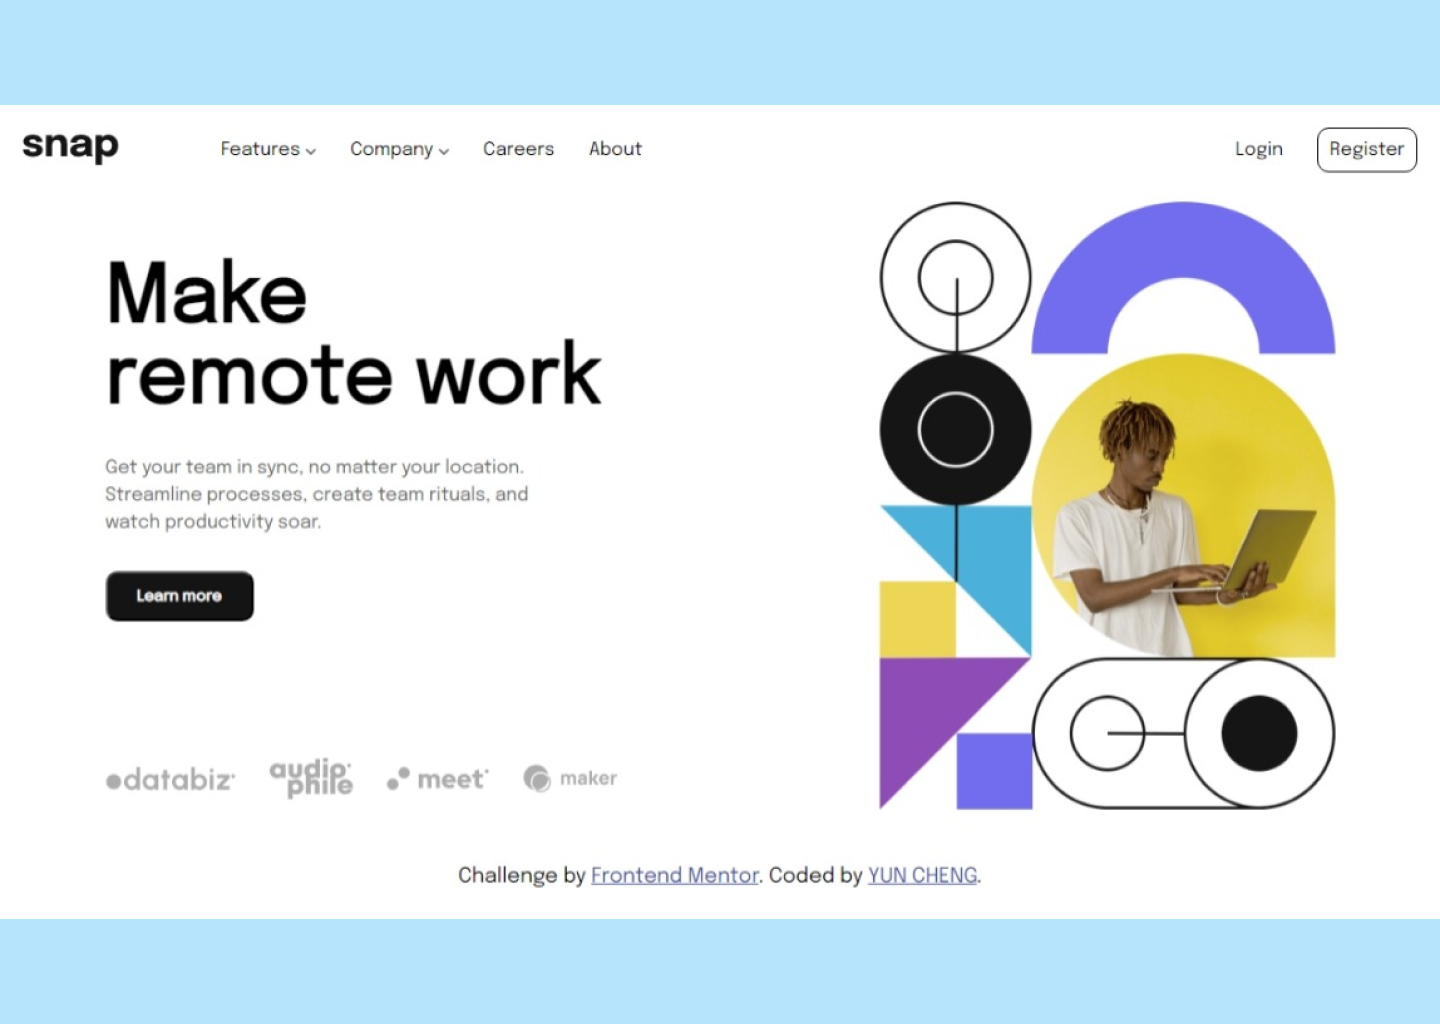 snap
Features
Company
Careers
About
Login
Register
Make
remote work
Get your team in sync, no matter your location.
Streamline processes, create team rituals, and
watch productivity soar.
Learn more
databiz
audiophile
meet
maker
Challenge by Frontend Mentor. Coded by YUN CHENG.